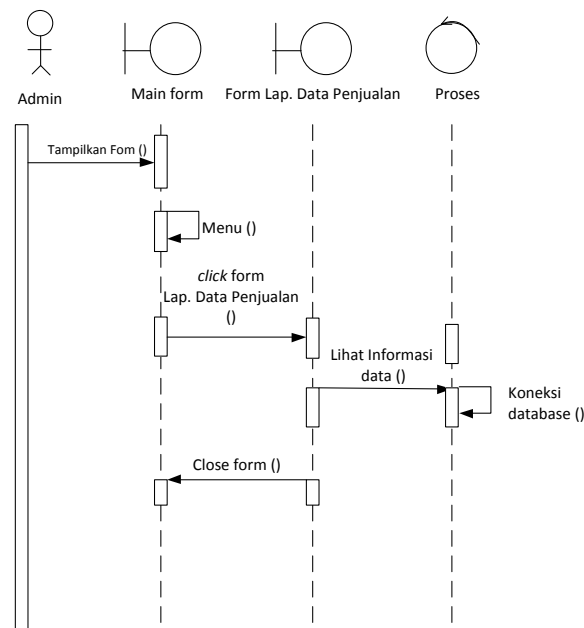 Admin
Main form
Form Lap. Data Penjualan
Proses
Tampilkan Fom ()
Menu ()
click form
Lap. Data Penjualan
()
Lihat Informasi
data ()
Koneksi
database ()
Close form ()